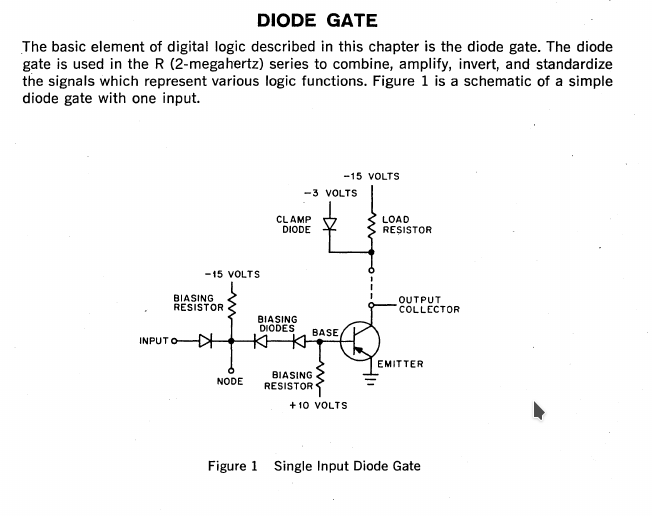 DIODE GATE
The basic element of digital logic described in this chapter is the diode gate. The diode
gate is used in the R (2-megahertz) series to combine, amplify, invert, and standardize
the signals which represent various logic functions. Figure 1 is a schematic of a simple
diode gate with one input.
-15 VOLTS
-3 VOLTS
CLAMP
DIODE
LOAD
RESISTOR
-15 VOLTS
BIASING
RESISTOR
OUTPUT
COLLECTOR
BIASING
DIODES
BASE
INPUT
EMITTER
NODE
BIASING
RESISTOR
+10 VOLTS
Figure 1 Single Input Diode Gate